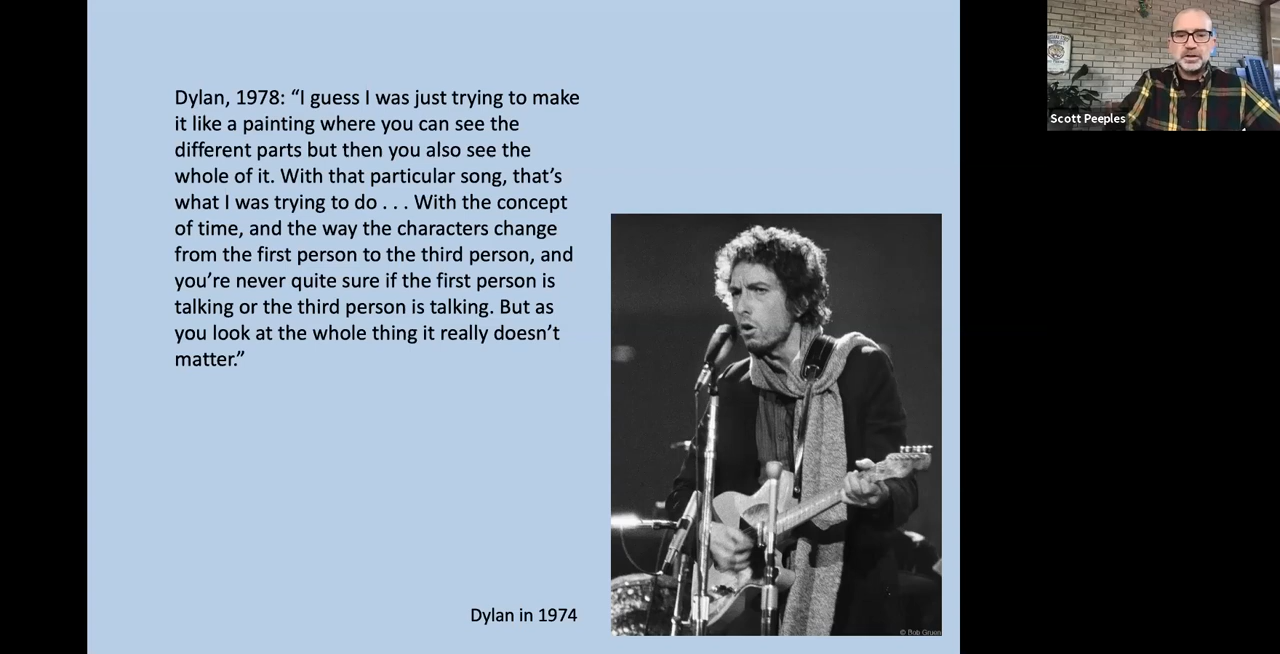 Dylan, 1978: “I guess I was just trying to make
it like a painting where you can see the
different parts but then you also see the
whole of it. With that particular song, that’s
what I was trying to do . . . With the concept
of time, and the way the characters change
from the first person to the third person, and
you’re never quite sure if the first person is
talking or the third person is talking. But as
you look at the whole thing it really doesn’t
matter.”
Dylan in 1974
© Bob Gruen
Scott Peeples